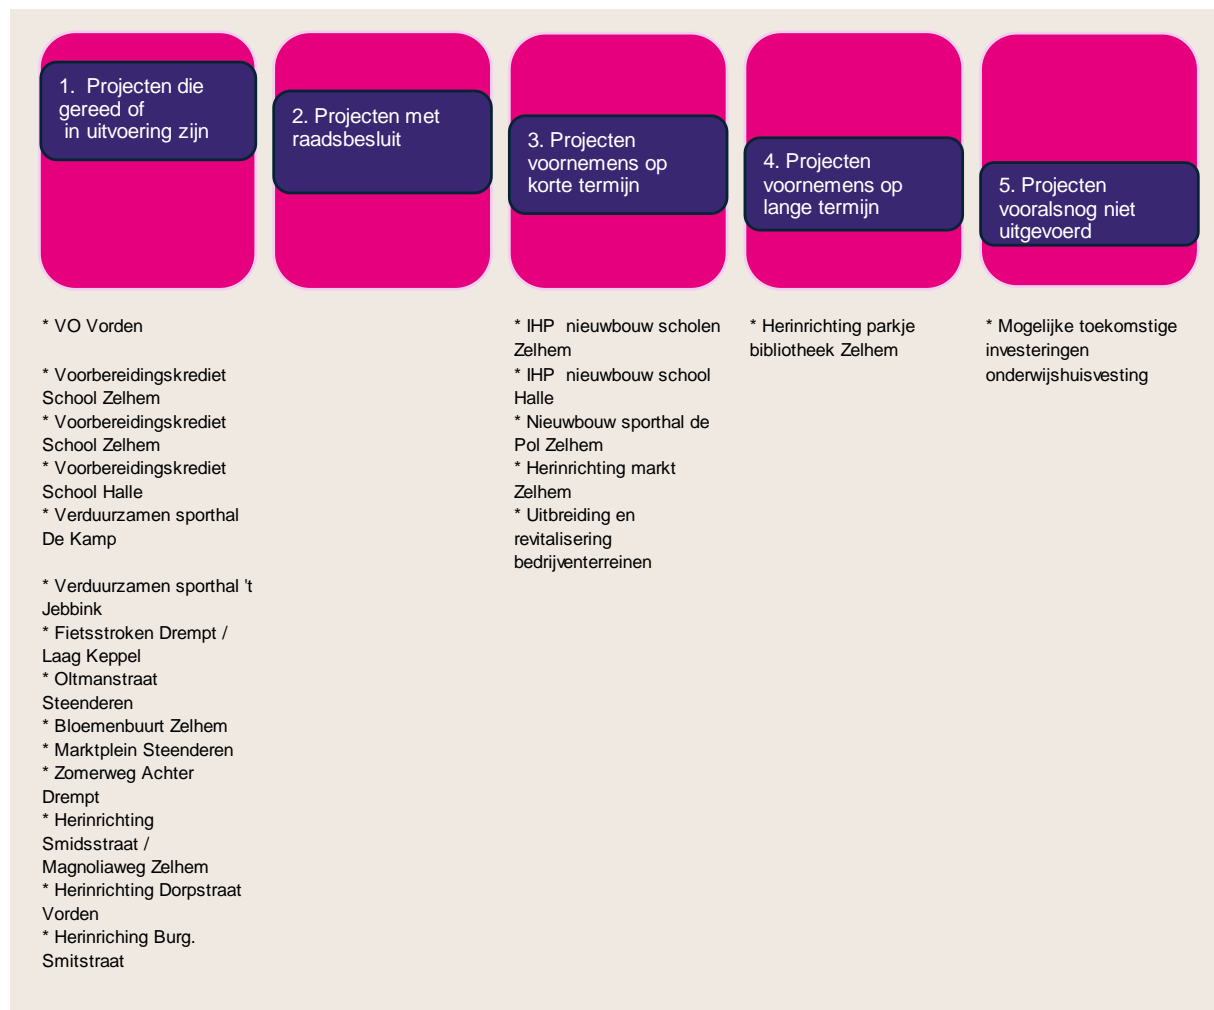 1. Projecten die
gereed of
in uitvoering zijn
2. Projecten met
raadsbesluit
3. Projecten
voornemens op
korte termijn
4. Projecten
voornemens op
lange termijn
5. Projecten
vooralsnog niet
uitgevoerd
* VO Vorden
* Voorbereidingskrediet
School Zelhem
* Voorbereidingskrediet
School Zelhem
* Voorbereidingskrediet
School Halle
* Verduurzamen sporthal
De Kamp
* Verduurzamen sporthal 't
Jebbink
* Fietsstroken Drempt /
Laag Keppel
* Oltmanstraat
Steenderen
* Bloemenbuurt Zelhem
* Marktplein Steenderen
* Zomerweg Achter
Drempt
* Herinrichting
Smidsstraat /
Magnoliaweg Zelhem
* Herinrichting Dorpstraat
Vorden
* Herinriching Burg.
Smitstraat
* IHP nieuwbouw scholen
Zelhem
* IHP nieuwbouw school
Halle
* Nieuwbouw sporthal de
Pol Zelhem
* Herinrichting markt
Zelhem
* Uitbreiding en
revitalisering
bedrijventerreinen
* Herinrichting parkje
bibliotheek Zelhem
* Mogelijke toekomstige
investeringen
onderwijshuisvesting